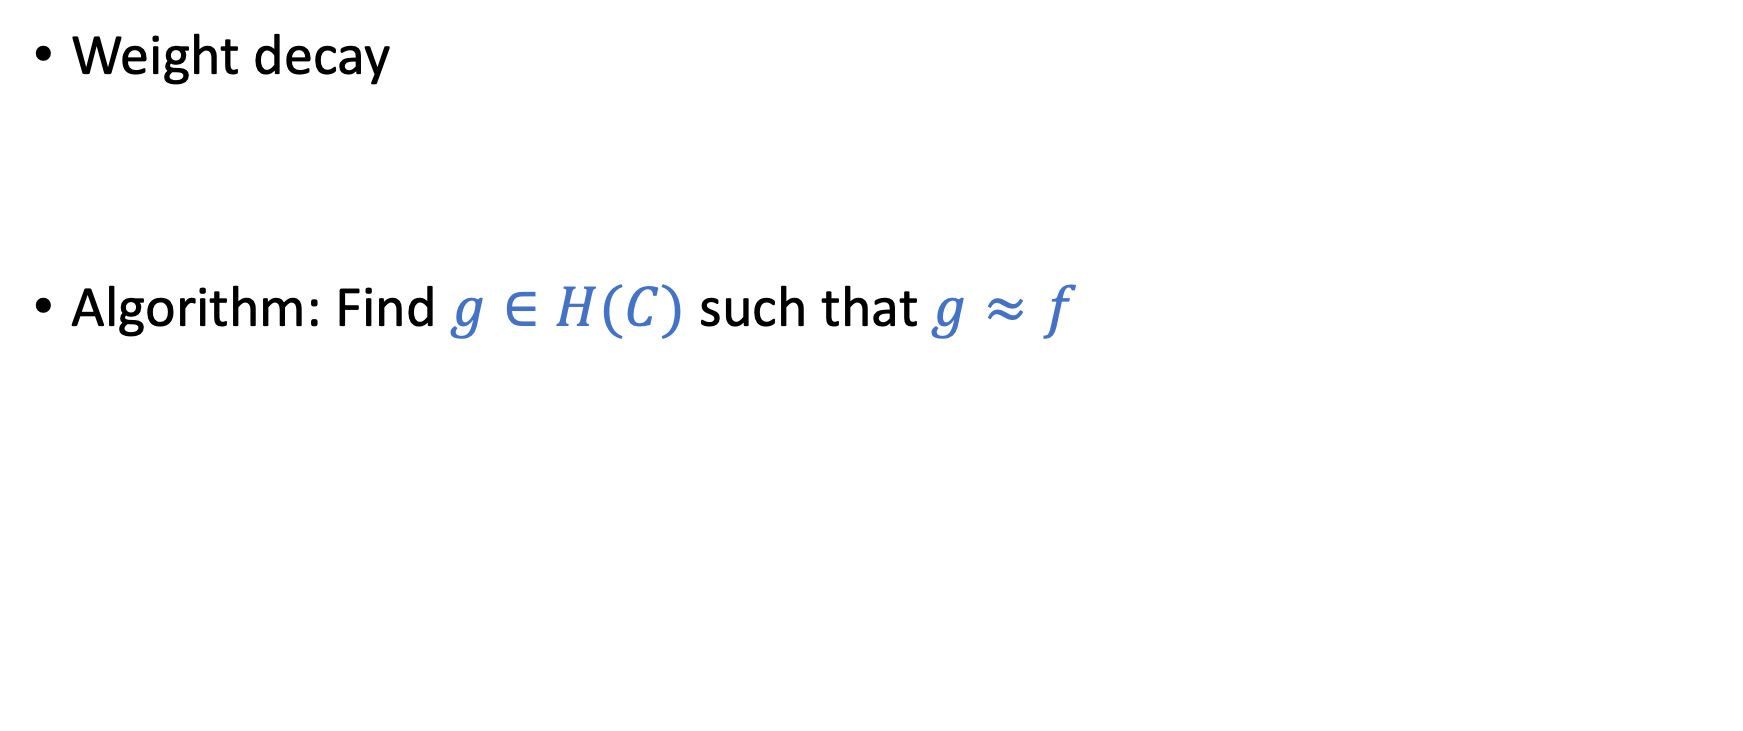 • Weight decay
• Algorithm: Find g ∈ H(C) such that g ≈ f